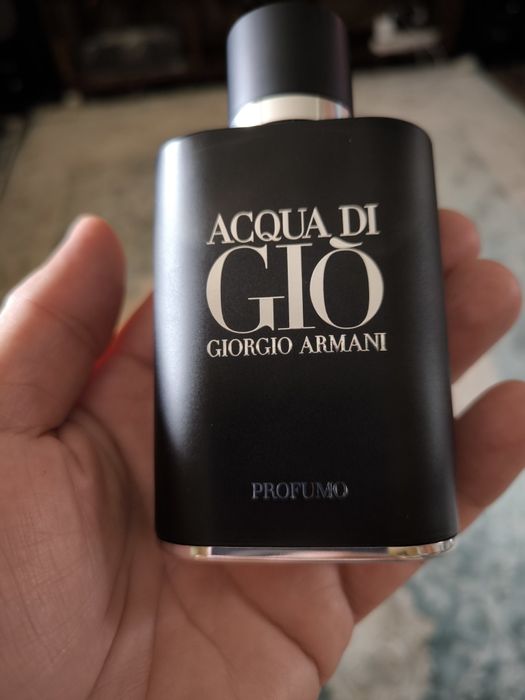 ACQUA DI
GIÒ
GIORGIO ARMANI
PROFUMO